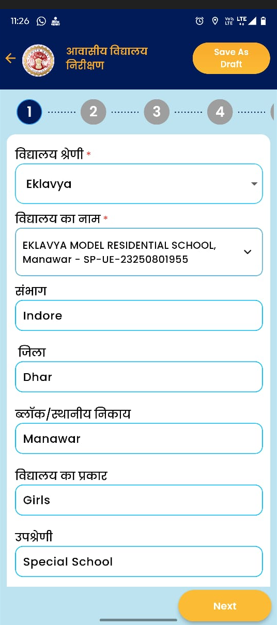 11:26
LTE
आवासीय विद्यालय
निरीक्षण
Save As
Draft
1
2
3
4
विद्यालय श्रेणी *
Eklavya
विद्यालय का नाम *
EKLAVYA MODEL RESIDENTIAL SCHOOL,
Manawar - SP-UE-23250801955
संभाग
Indore
जिला
Dhar
ब्लॉक/स्थानीय निकाय
Manawar
विद्यालय का प्रकार
Girls
उपश्रेणी
Special School
Next